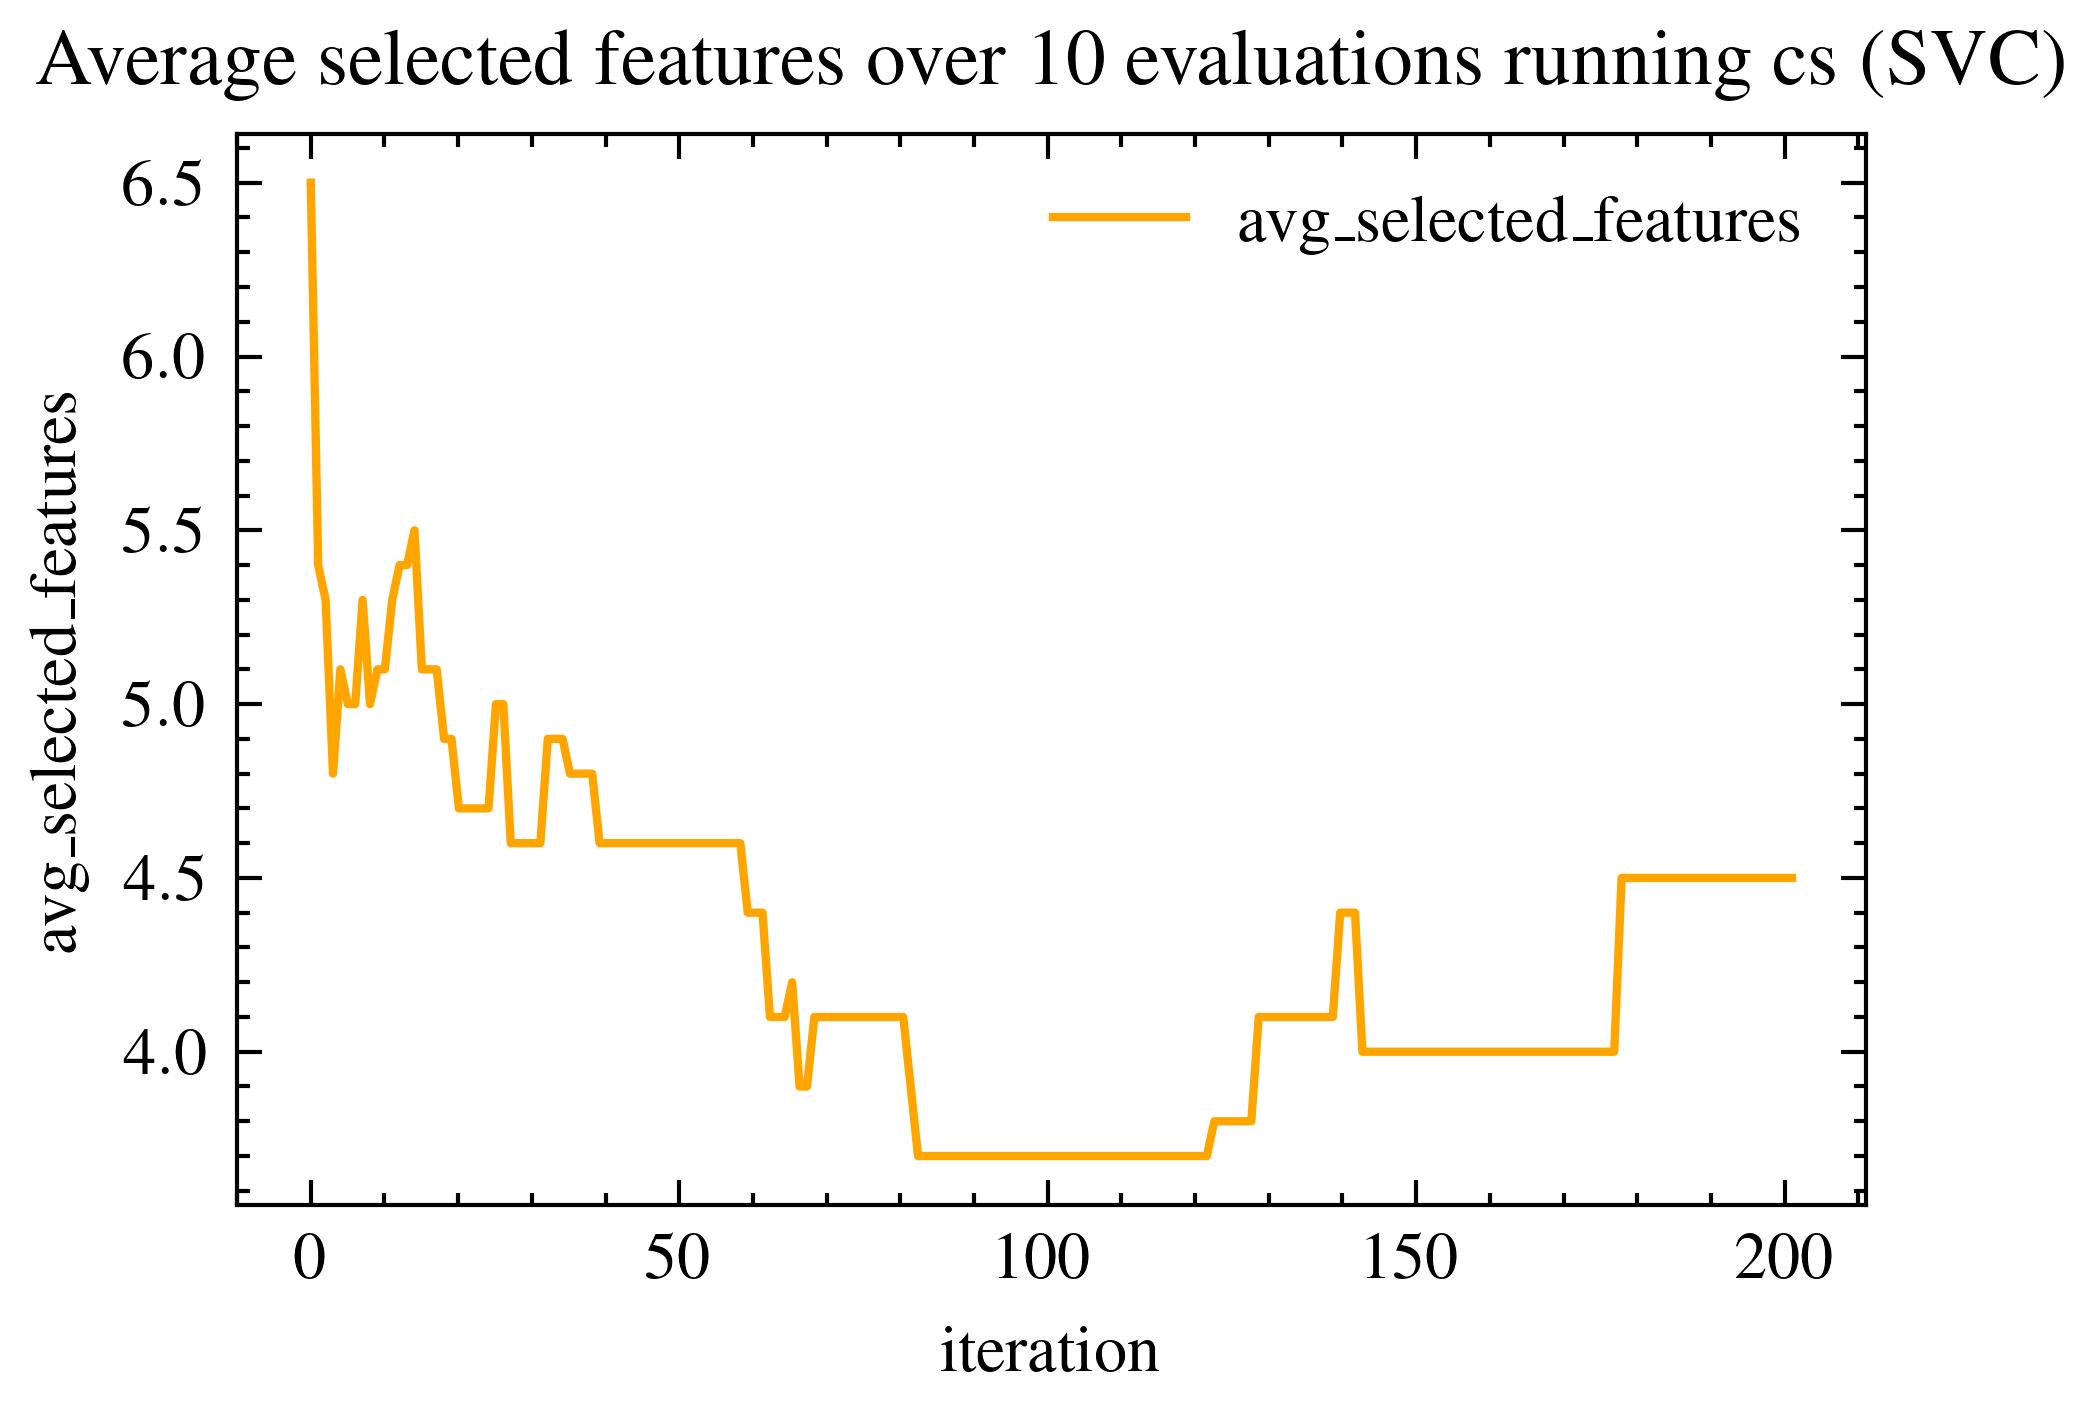 Average selected features over 10 evaluations running cs (SVC)
avg_selected_features
6.5
6.0
5.5
5.0
4.5
4.0
avg_selected_features
0 50 100 150 200
iteration